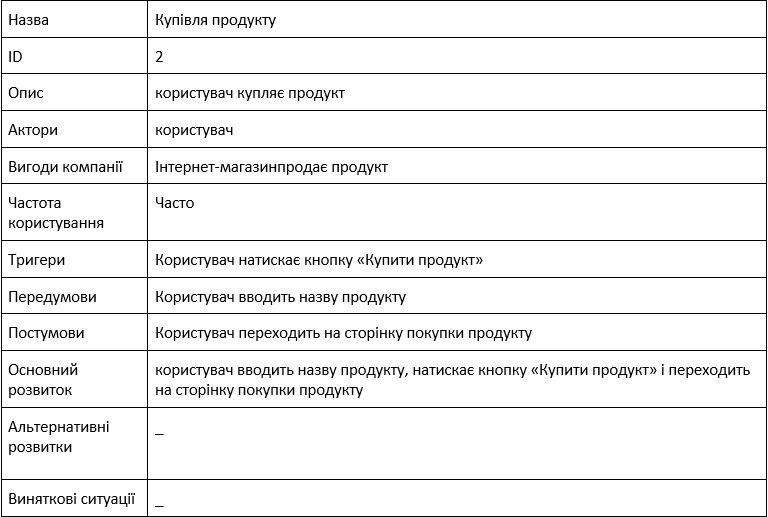 Назва
Купівля продукту
ID
2
Опис
користувач купляє продукт
Актори
користувач
Вигоди компанії
Інтернет-магазинпродає продукт
Частота
користування
Часто
Тригери
Користувач натискає кнопку «Купити продукт»
Передумови
Користувач вводить назву продукту
Постумови
Користувач переходить на сторінку покупки продукту
Основний
розвиток
користувач вводить назву продукту, натискає кнопку «Купити продукт» і переходить
на сторінку покупки продукту
Альтернативні
розвитки
_
Виняткові ситуації
_